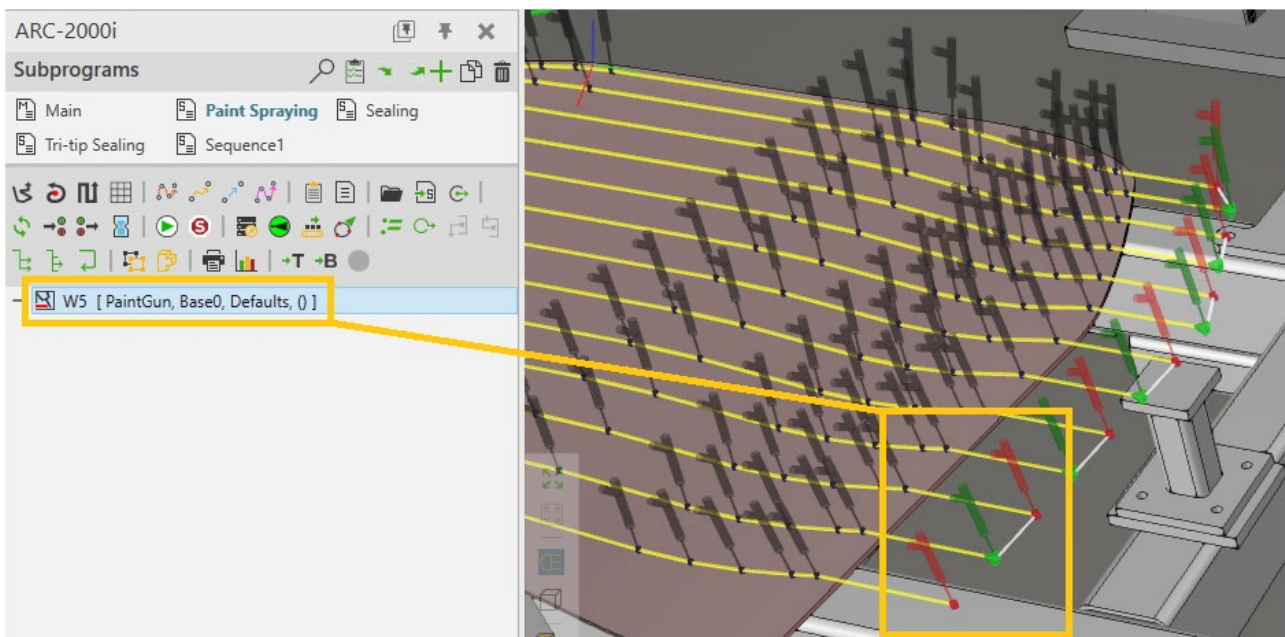 ARC-2000i
Subprograms
Main
Paint Spraying
Sealing
Tri-tip Sealing
Sequence1
T
B
W5 [ PaintGun, Base0, Defaults, () ]